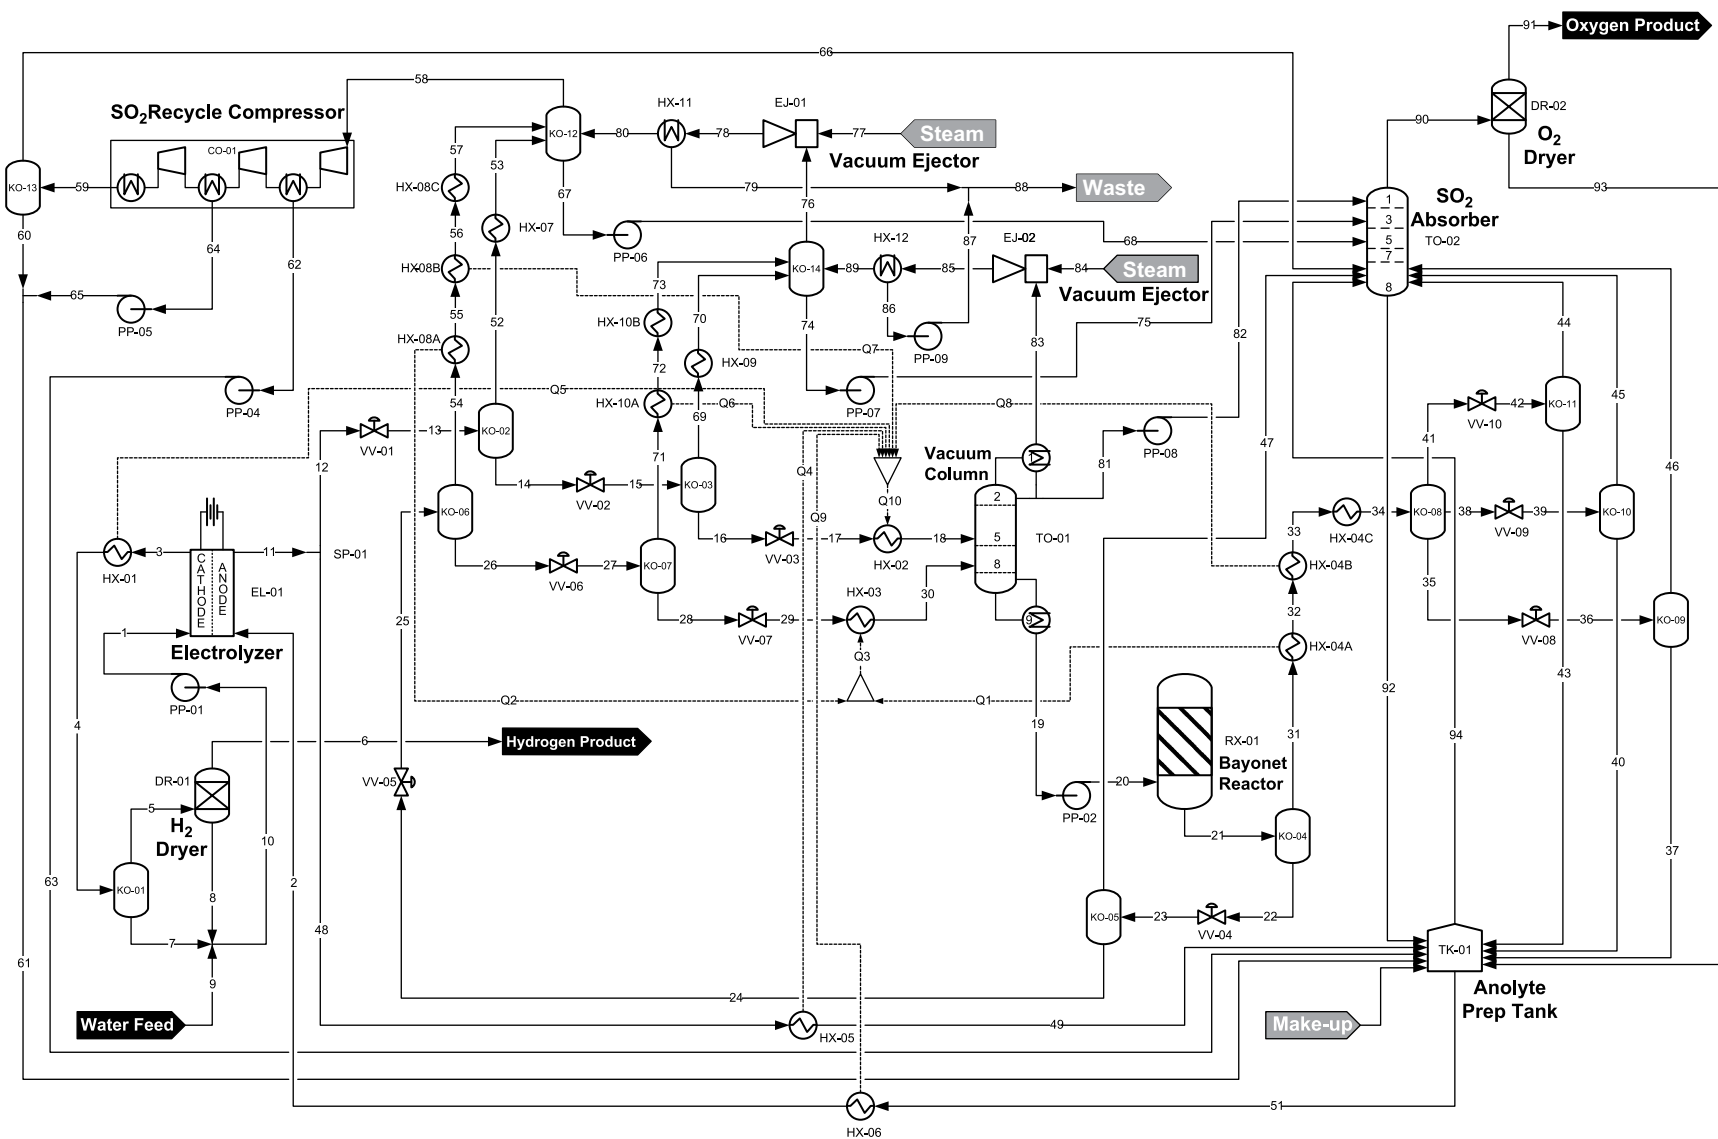 91
Oxygen Product
66
58
SO2Recycle Compressor
HX-11
EJ-01
DR-02
CO-01
KO-12
80
78
77
Steam
90
O2
Dryer
57
53
Vacuum Ejector
KO-13
59
HX-08C
67
79
88
Waste
93
76
1
SO2
Absorber
3
60
64
62
56
HX-07
PP-06
HX-12
87
EJ-02
68
5
TO-02
7
HX-08B
KO-14
89
85
84
Steam
8
65
73
Vacuum Ejector
PP-05
55
52
HX-10B
70
74
86
75
82
44
HX-08A
Q7
PP-09
83
72
HX-09
PP-04
Q5
54
HX-10A
Q6
69
PP-07
Q8
KO-11
45
VV-01
13
KO-02
PP-08
42
VV-10
12
71
Q4
Vacuum
Column
1
81
47
41
46
14
VV-02
15
KO-03
Q10
2
KO-06
Q9
34
KO-08
38
39
KO-10
VV-09
33
HX-04C
3
11
SP-01
16
VV-03
17
HX-02
18
5
TO-01
HX-01
CATHODE
ANODE
26
VV-06
27
KO-07
8
HX-04B
35
EL-01
HX-03
30
32
25
28
VV-07
29
9
36
VV-08
KO-09
1
Electrolyzer
HX-04A
Q3
43
PP-01
Q2
Q1
92
4
19
31
94
6
Hydrogen Product
RX-01
Bayonet
Reactor
40
DR-01
VV-05
20
5
H2
Dryer
10
PP-02
21
KO-04
37
63
KO-01
2
8
48
KO-05
23
22
VV-04
7
TK-01
61
9
24
Anolyte
Prep Tank
Water Feed
49
Make-up
HX-05
51
HX-06